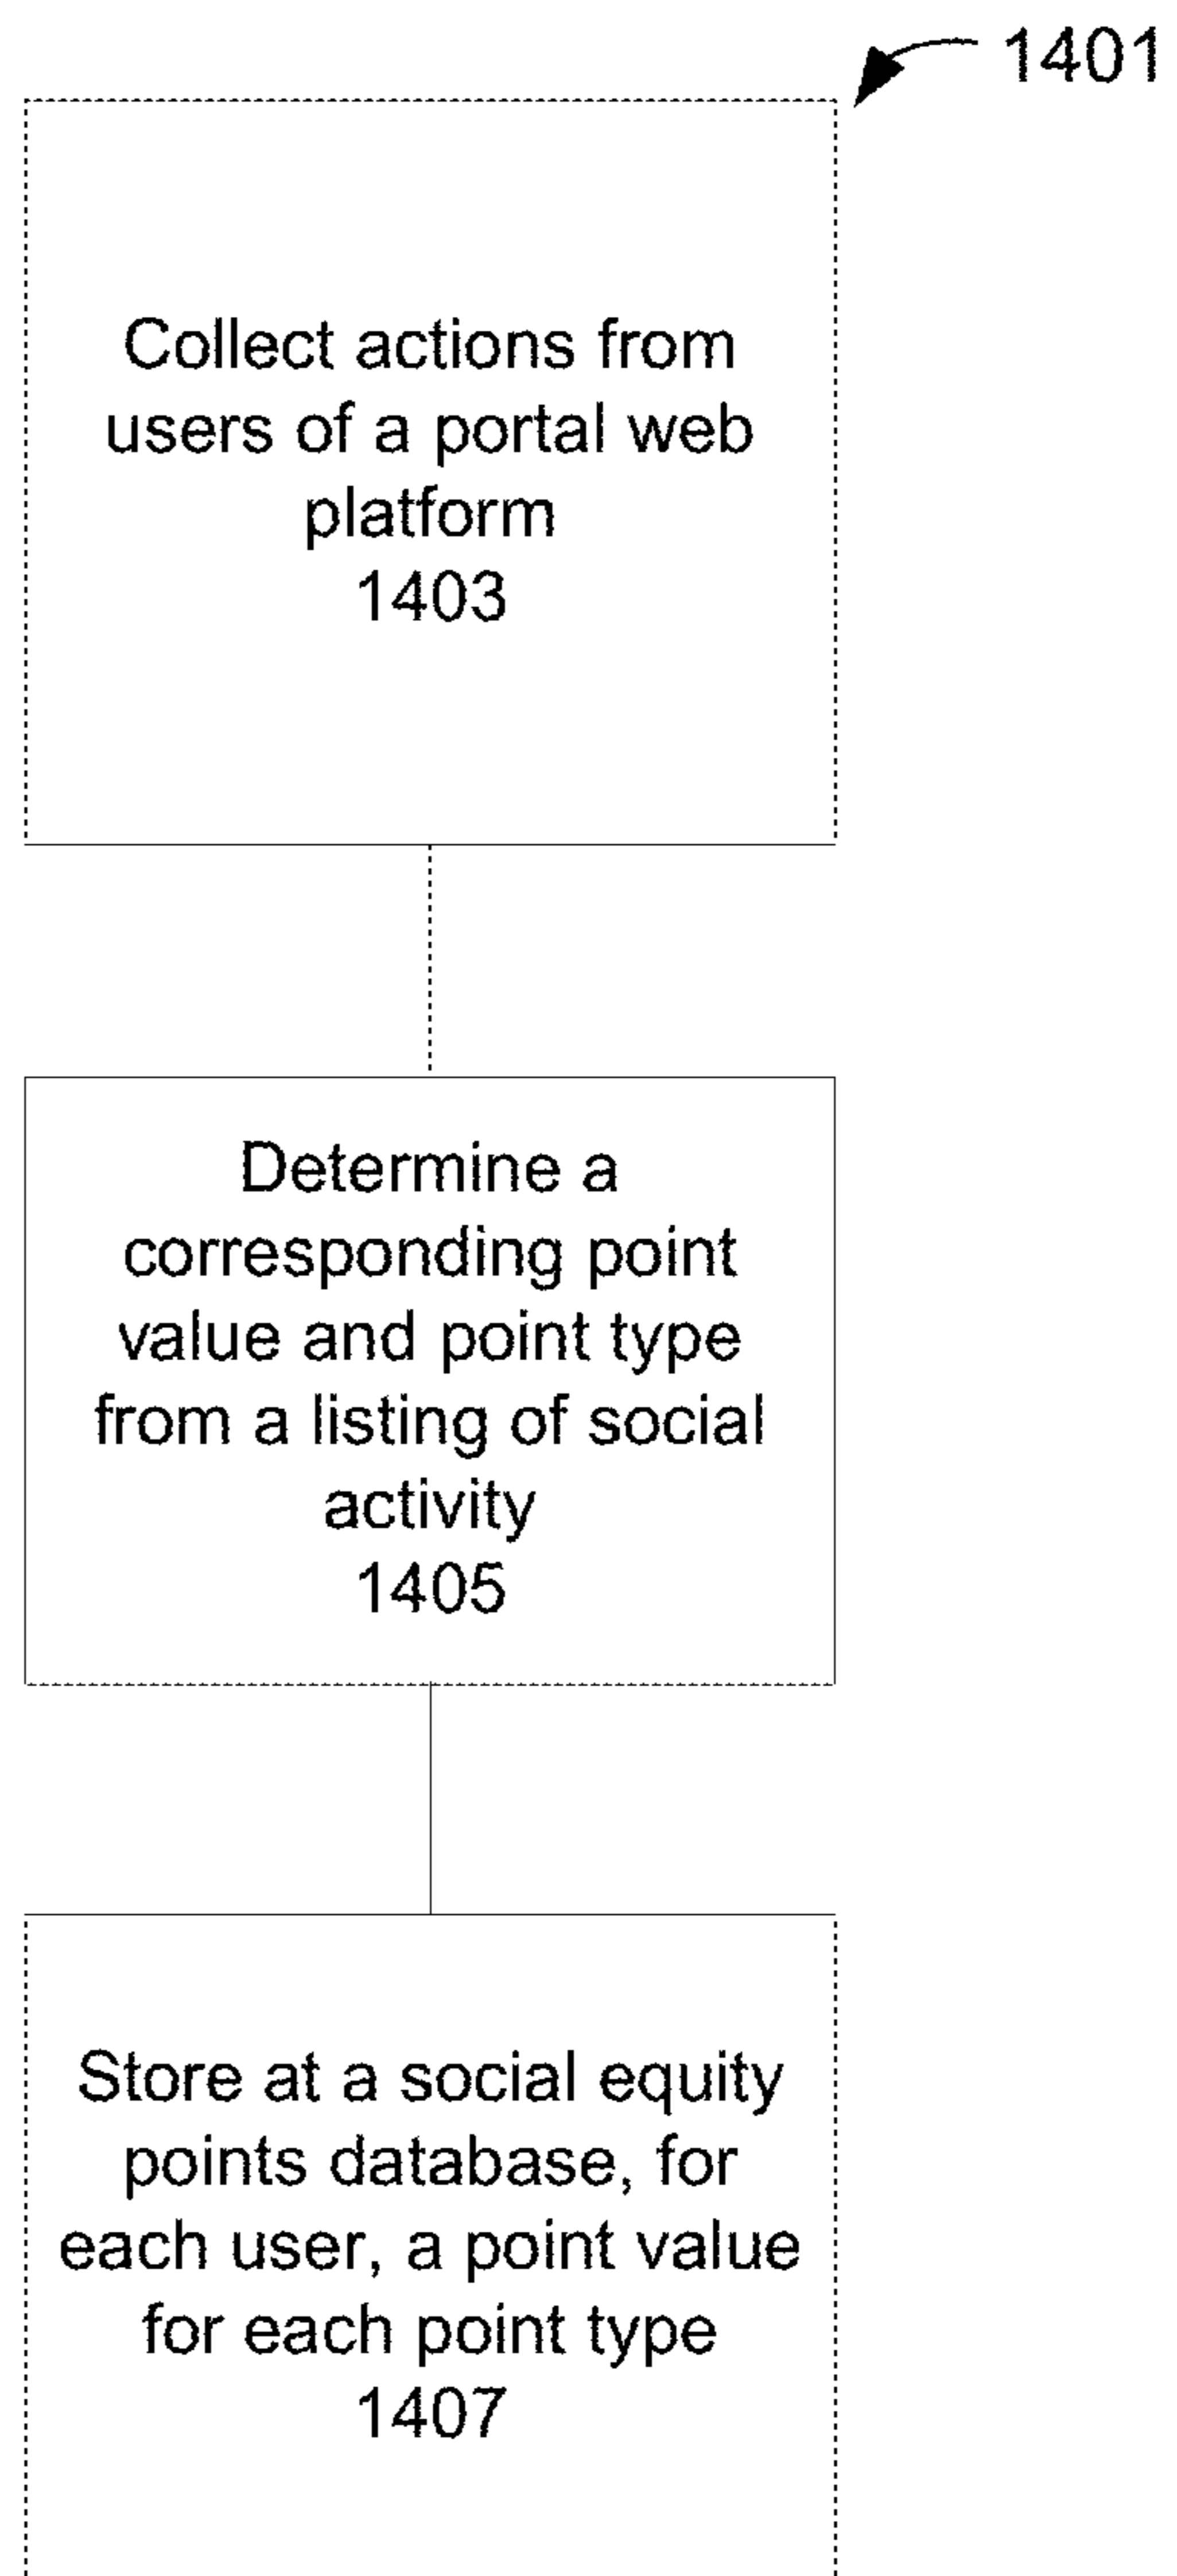 1401
Collect actions from
users of a portal web
platform
1403
Determine a
corresponding point
value and point type
from a listing of social
activity
1405
Store at a social equity
points database, for
each user, a point value
for each point type
1407